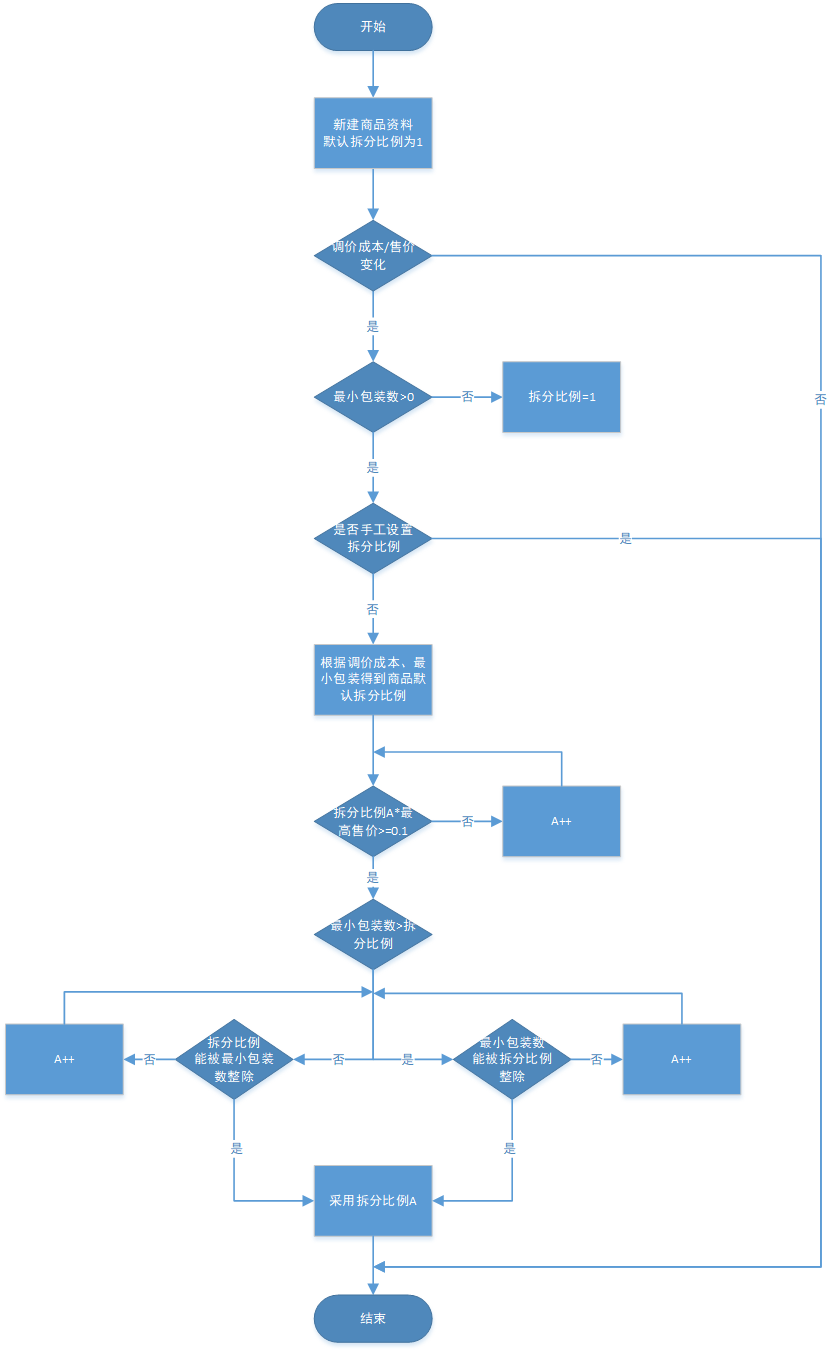 开始
新建商品资料
默认拆分比例为1
调价成本/售价
变化
是
最小包装数>0
否
拆分比例=1
否
是
是否手工设置
拆分比例
是
否
根据调价成本、最
小包装得到商品默
认拆分比例
拆分比例A*最
高售价>=0.1
否
A++
是
最小包装数>拆
分比例
A++
否
拆分比例
能被最小包装
数整除
否
是
最小包装数
能被拆分比例
整除
否
A++
是
是
采用拆分比例A
结束